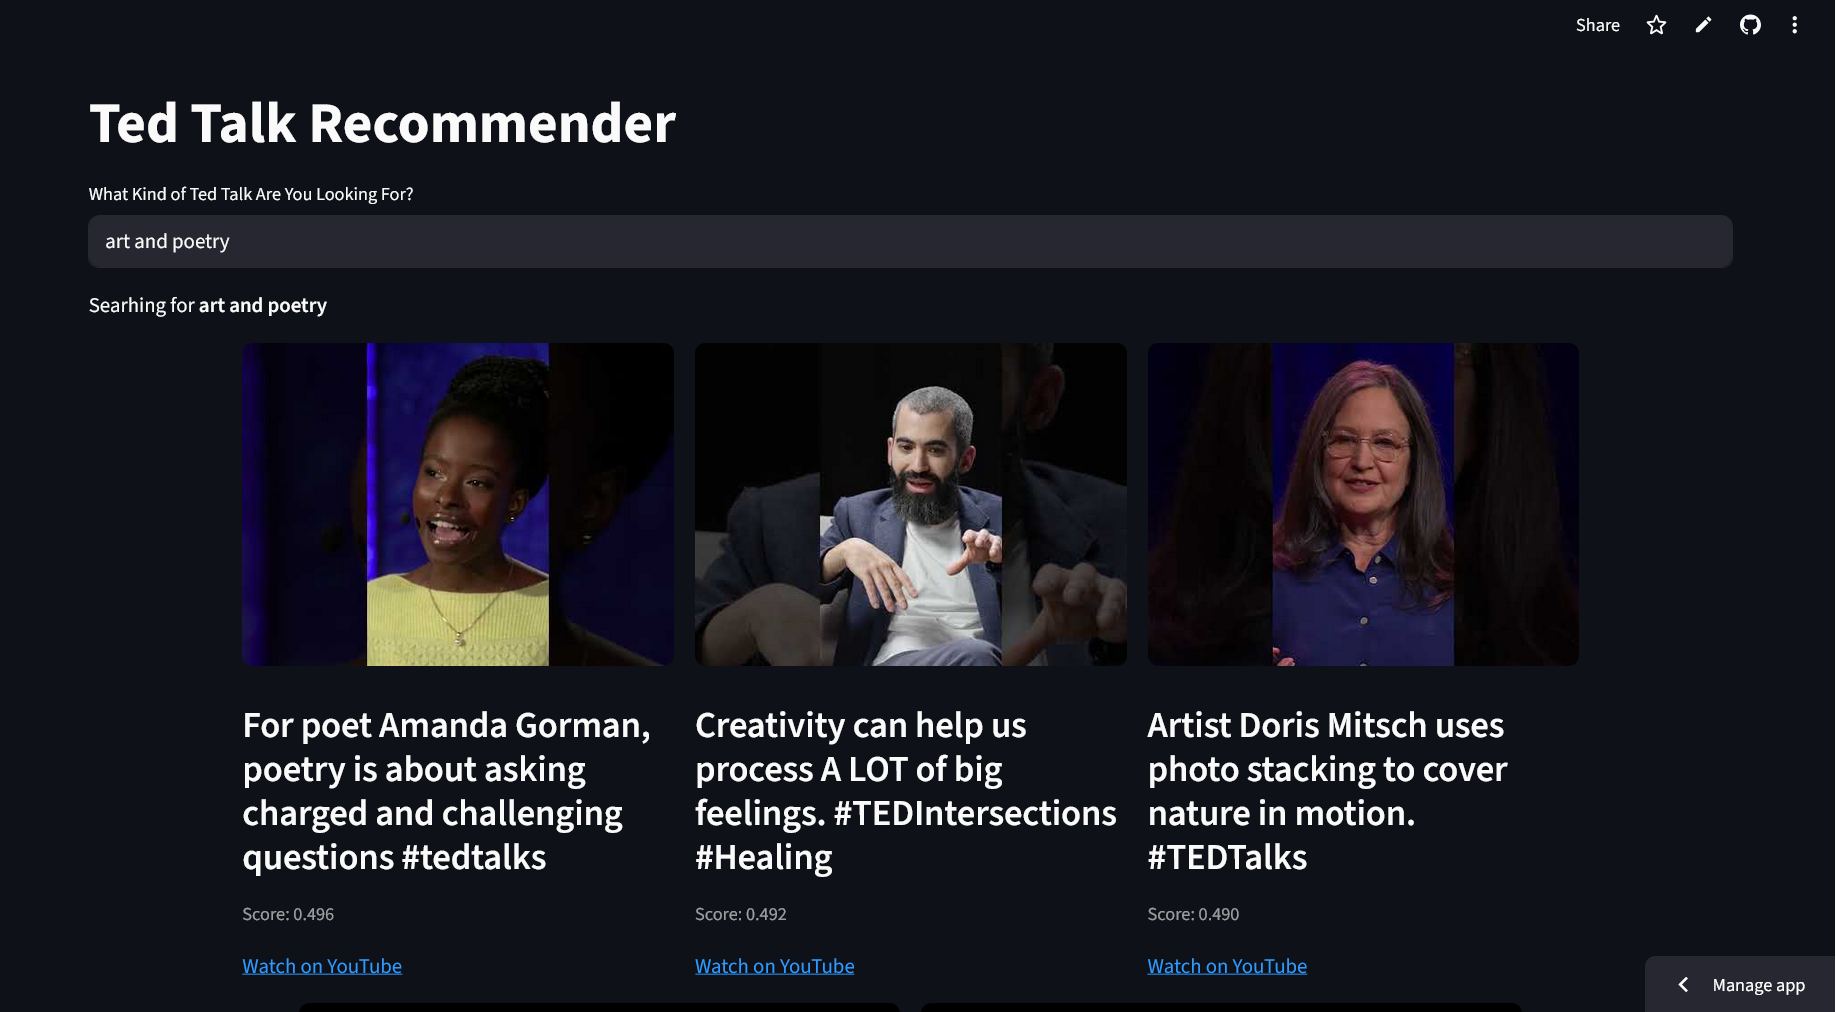 Share
Ted Talk Recommender
What Kind of Ted Talk Are You Looking For?
art and poetry
Searhing for art and poetry
For poet Amanda Gorman,
poetry is about asking
charged and challenging
questions #tedtalks
Score: 0.496
Watch on YouTube
Creativity can help us
process A LOT of big
feelings. #TEDIntersections
#Healing
Score: 0.492
Watch on YouTube
Artist Doris Mitsch uses
photo stacking to cover
nature in motion.
#TEDTalks
Score: 0.490
Watch on YouTube
Manage app